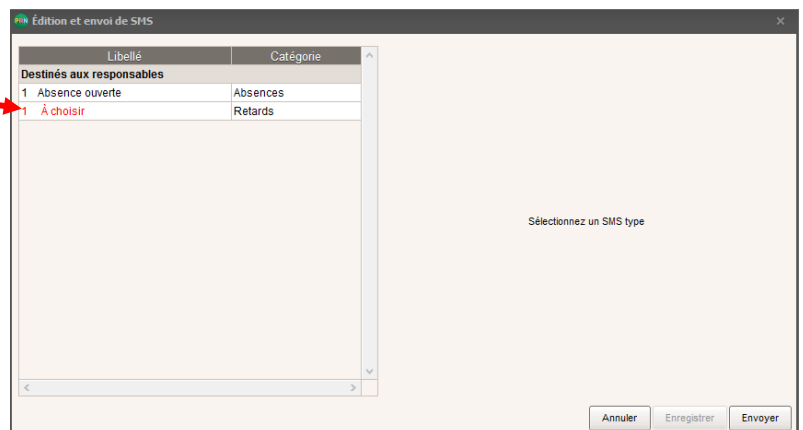 PRN Édition et envoi de SMS
Libellé Catégorie
Destinés aux responsables
1 Absence ouverte Absences
1 À choisir Retards
Sélectionnez un SMS type
Annuler Enregistrer Envoyer